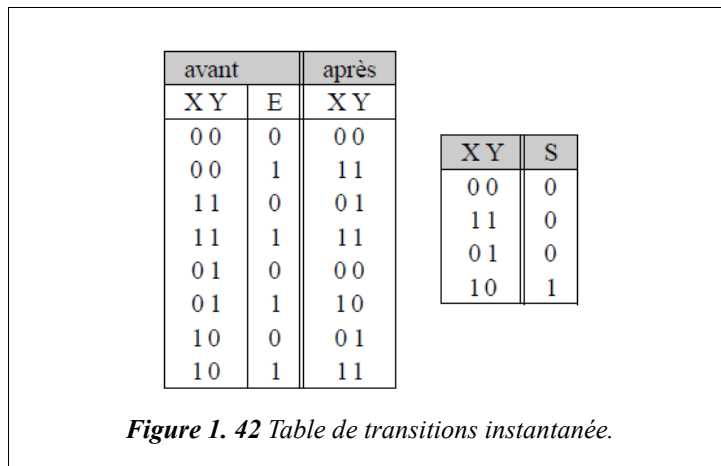 avant après
X Y E X Y
0 0 0 0 0
0 0 1 1 1
1 1 0 0 1
1 1 1 1 1
0 1 0 0 0
0 1 1 1 0
1 0 0 0 1
1 0 1 1 1
X Y S
0 0 0
1 1 0
0 1 0
1 0 1
Figure 1. 42 Table de transitions instantanée.